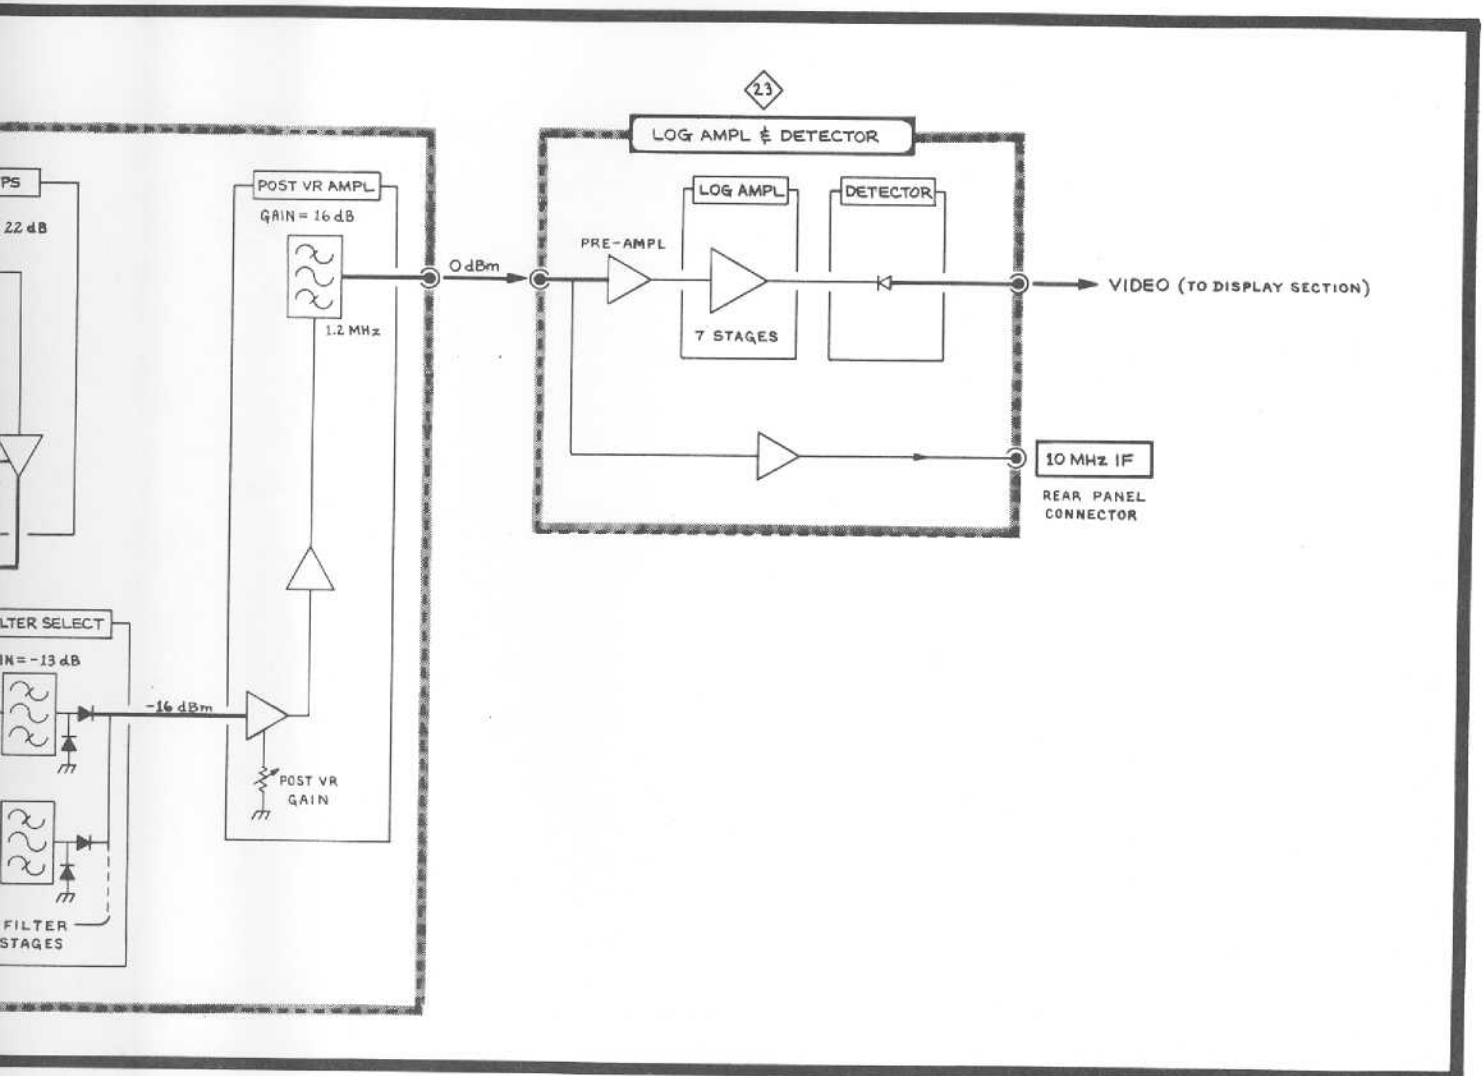 PS
22 dB
LTER SELECT
IN = -13 dB
FILTER
STAGES
-16 dBm
POST VR AMPL
GAIN = 16 dB
1.2 MHz
POST VR
GAIN
0 dBm
23
LOG AMPL & DETECTOR
PRE-AMPL
LOG AMPL
7 STAGES
DETECTOR
VIDEO (TO DISPLAY SECTION)
10 MHz IF
REAR PANEL
CONNECTOR